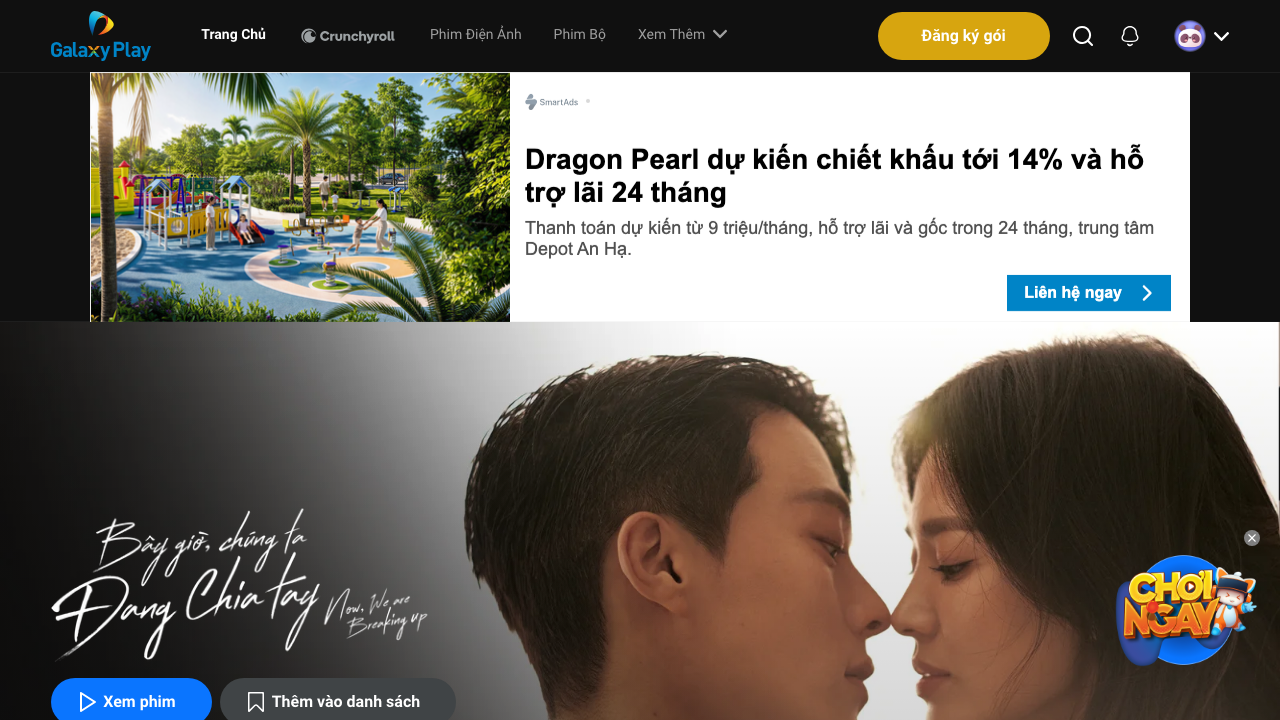 Galaxy Play
Trang Chủ
Crunchyroll
Phim Điện Ảnh
Phim Bộ
Xem Thêm
Đăng ký gói
SmartAds
Dragon Pearl dự kiến chiết khấu tới 14% và hỗ
trợ lãi 24 tháng
Thanh toán dự kiến từ 9 triệu/tháng, hỗ trợ lãi và gốc trong 24 tháng, trung tâm
Depot An Hạ.
Liên hệ ngay
Bây giờ, chúng ta
Đang Chia tay
Now, We are
Breaking up
CHƠI
NGAY
Xem phim
Thêm vào danh sách